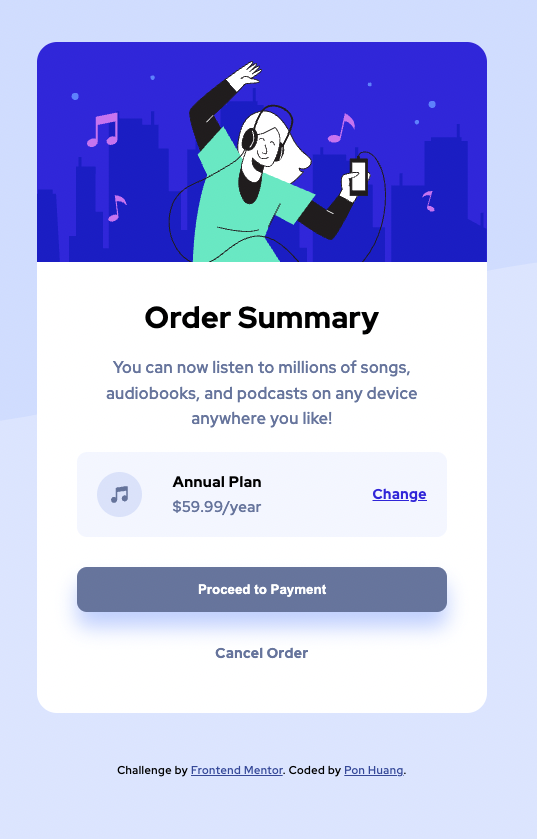 Order Summary
You can now listen to millions of songs,
audiobooks, and podcasts on any device
anywhere you like!
Annual Plan
$59.99/year
Change
Proceed to Payment
Cancel Order
Challenge by Frontend Mentor. Coded by Pon Huang.